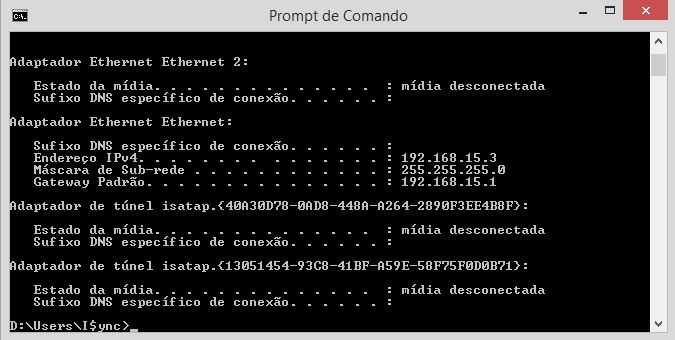 Prompt de Comando
Adaptador Ethernet Ethernet 2:
Estado da mídia. . . . . . . . . . . . . . : mídia desconectada
Sufixo DNS específico de conexão. . . . . . :
Adaptador Ethernet Ethernet:
Sufixo DNS específico de conexão. . . . . . :
Endereço IPv4. . . . . . . . . . . . . . . : 192.168.15.3
Máscara de Sub-rede . . . . . . . . . . . . : 255.255.255.0
Gateway Padrão. . . . . . . . . . . . . . . : 192.168.15.1
Adaptador de túnel isatap.{40A30D78-0AD8-448A-A264-2890F3EE4B8F}:
Estado da mídia. . . . . . . . . . . . . . : mídia desconectada
Sufixo DNS específico de conexão. . . . . . :
Adaptador de túnel isatap.{13051454-93C8-41BF-A59E-58F75F0D0B71}:
Estado da mídia. . . . . . . . . . . . . . : mídia desconectada
Sufixo DNS específico de conexão. . . . . . :
D:\Users\I$ync>_